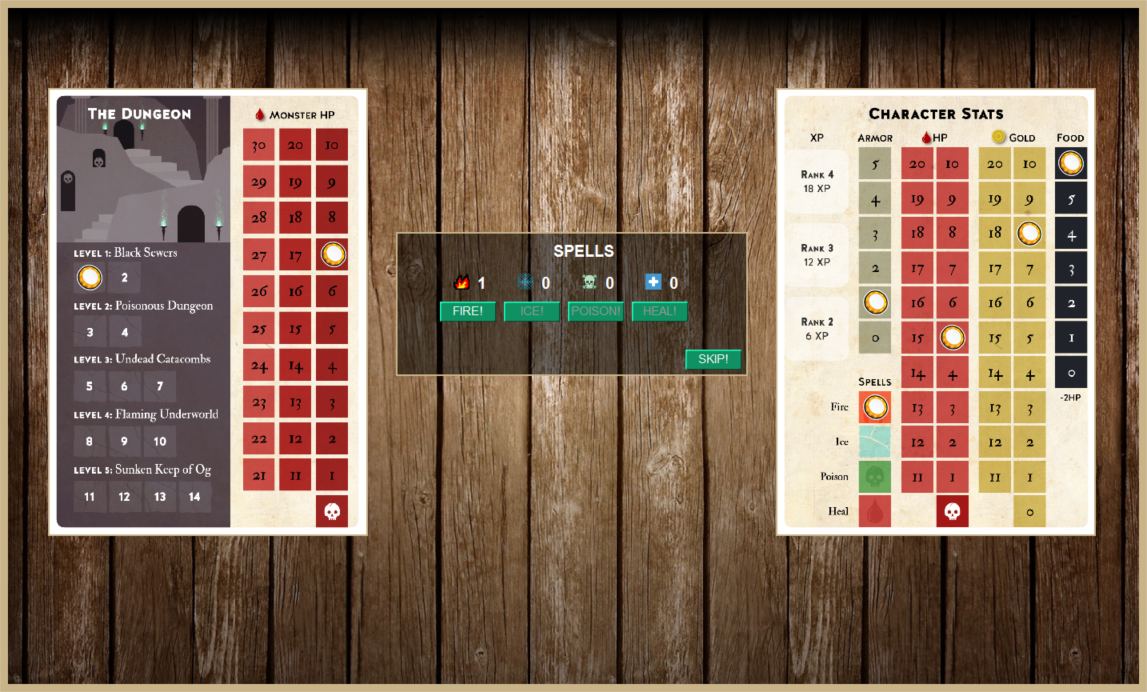 THE DUNGEON
MONSTER HP
30 20 10
29 19 9
28 18 8
27 17
26 16 6
25 15 5
24 14 4
23 13 3
22 12 2
21 11 1
LEVEL 1: Black Sewers
2
LEVEL 2: Poisonous Dungeon
3 4
LEVEL 3: Undead Catacombs
5 6 7
LEVEL 4: Flaming Underworld
8 9 10
LEVEL 5: Sunken Keep of Og
11 12 13 14
SPELLS
1 0 0 0
FIRE! ICE! POISON! HEAL!
SKIP!
CHARACTER STATS
XP ARMOR HP GOLD FOOD
RANK 4
18 XP
RANK 3
12 XP
RANK 2
6 XP
5 20 10 20 10
4 19 9 19 9 5
3 18 8 18 4
2 17 7 17 7 3
16 6 16 6 2
0 15 15 5 1
14 4 14 4 0
SPELLS
-2HP
Fire 13 3 13 3
Ice 12 2 12 2
Poison 11 1 11 1
Heal 0